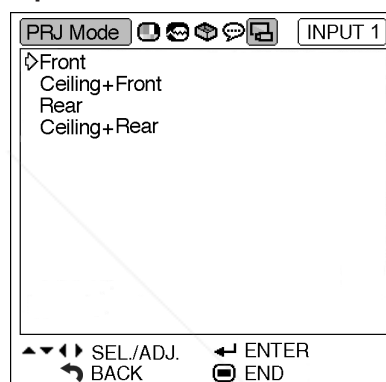 PRJ Mode INPUT 1
Front
Ceiling+Front
Rear
Ceiling+Rear
SEL./ADJ. ENTER
BACK END